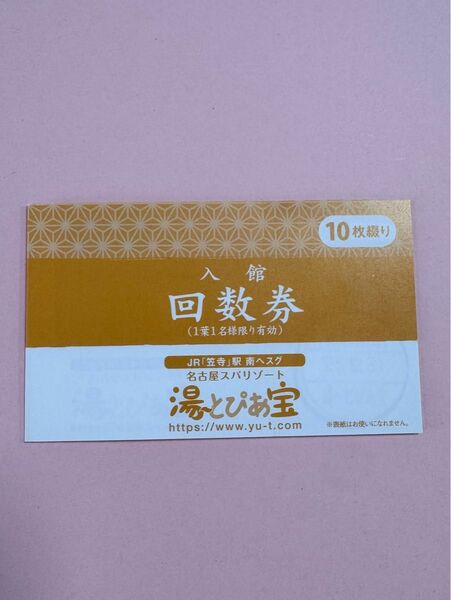 10枚綴り
入館
回数券
(1葉1名様限り有効)
JR「笠寺」駅 南へスグ
名古屋スパリゾート
湯~とぴあ宝
https://www.yu-t.com
※表紙はお使いになれません。